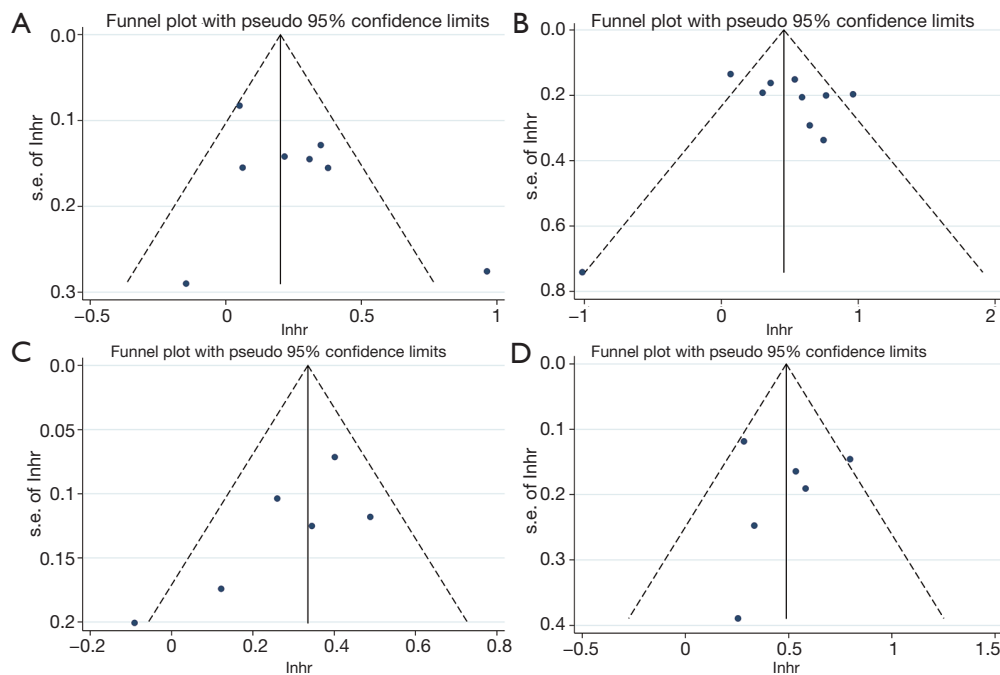 A
Funnel plot with pseudo 95% confidence limits
0.0
0.1
0.2
0.3
s.e. of lnhr
−0.5
0
0.5
1
lnhr
B
Funnel plot with pseudo 95% confidence limits
0.0
0.2
0.4
0.6
0.8
s.e. of lnhr
−1
0
1
2
lnhr
C
Funnel plot with pseudo 95% confidence limits
0.0
0.05
0.1
0.15
0.2
s.e. of lnhr
−0.2
0
0.2
0.4
0.6
0.8
lnhr
D
Funnel plot with pseudo 95% confidence limits
0.0
0.1
0.2
0.3
0.4
s.e. of lnhr
−0.5
0
0.5
1
1.5
lnhr